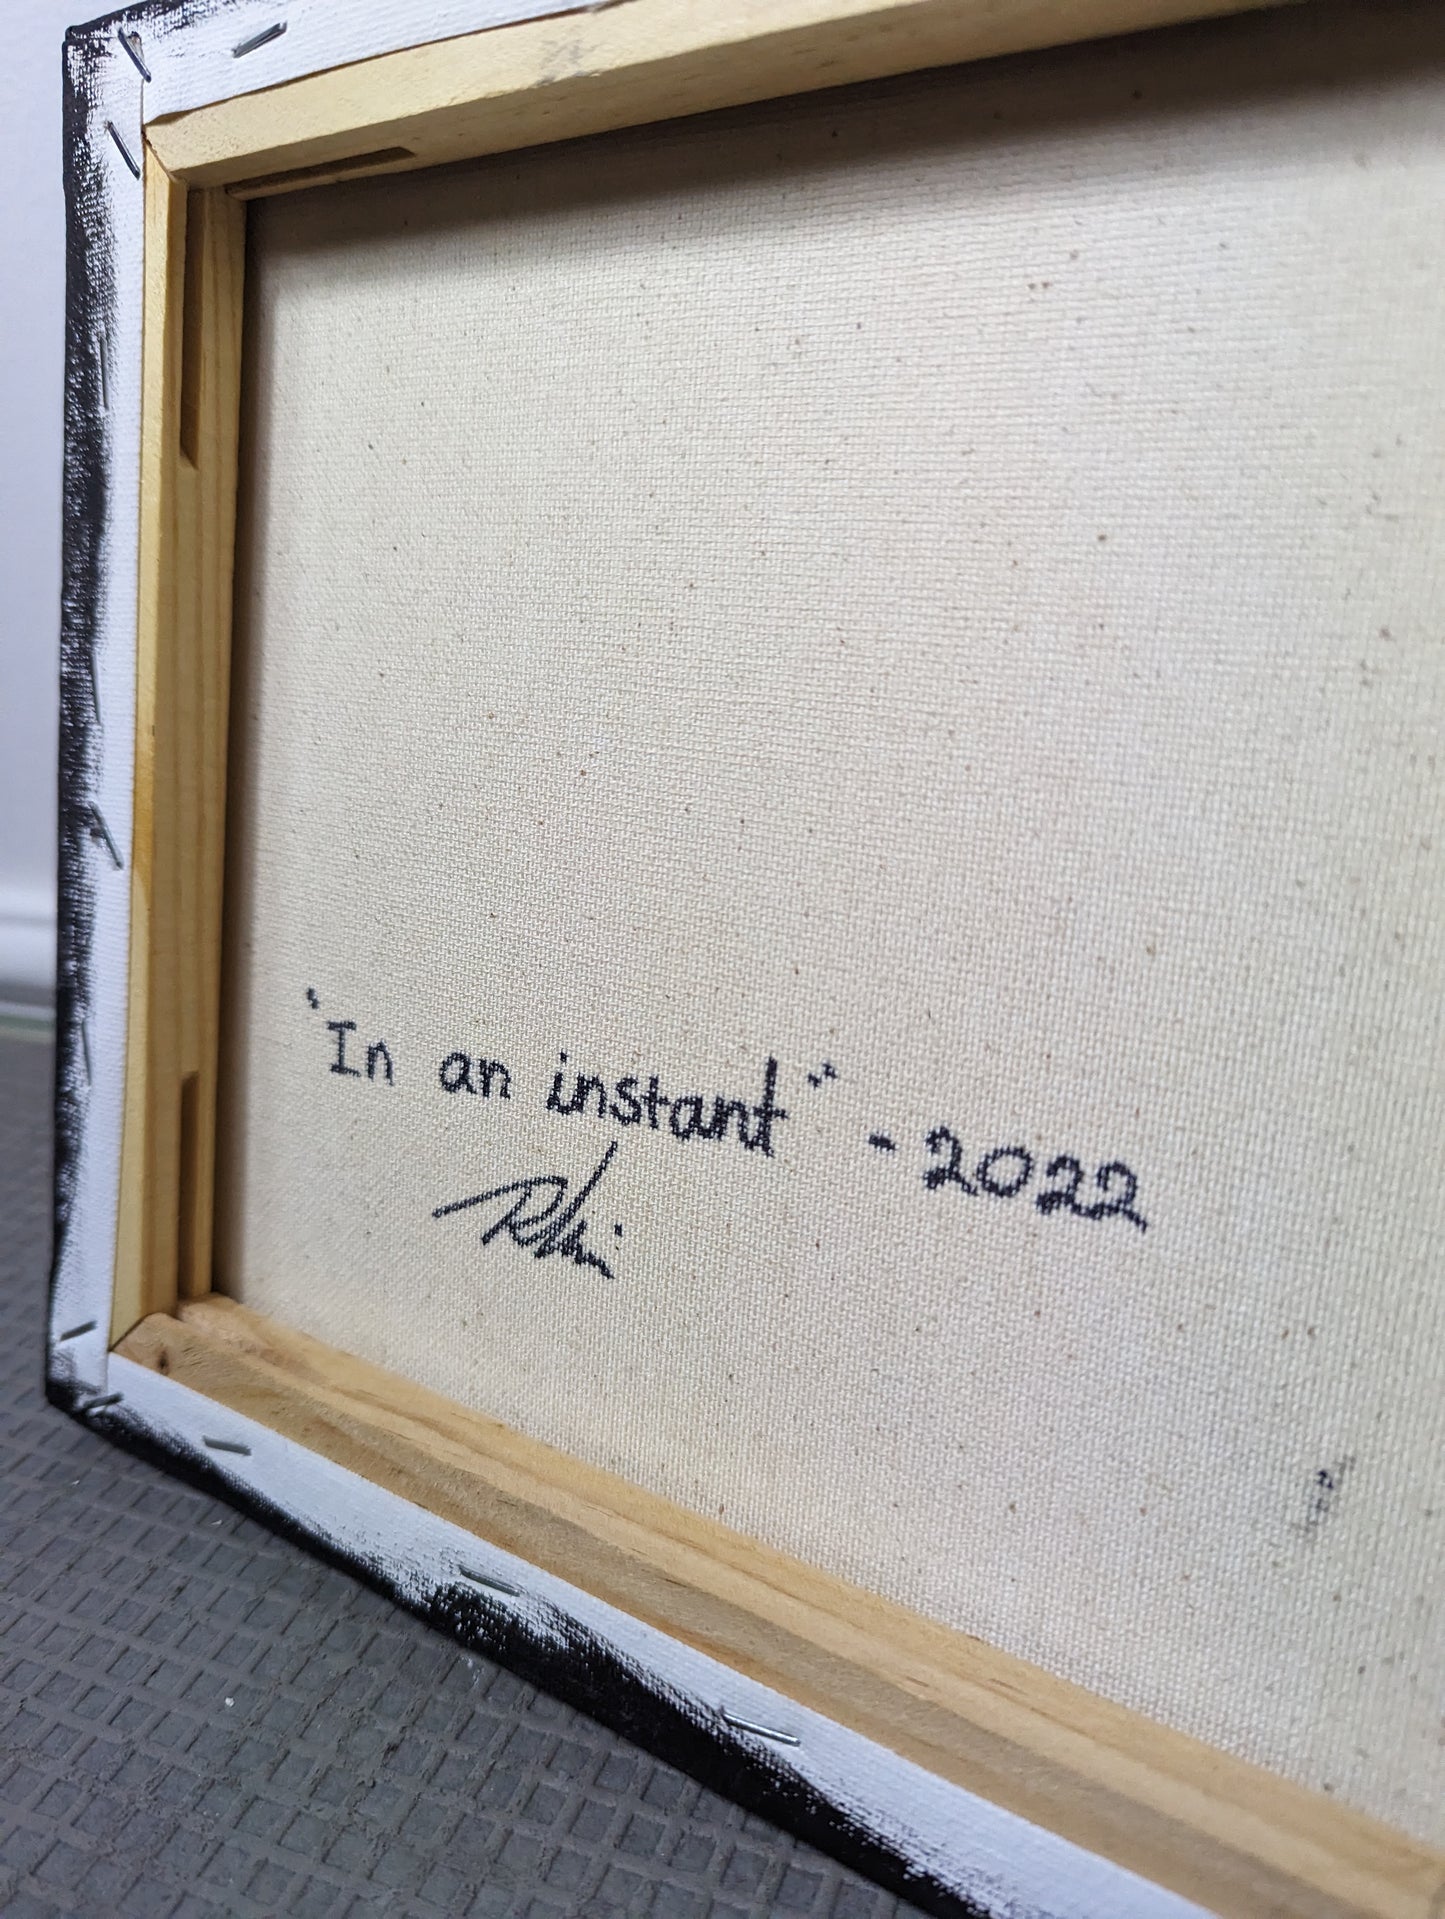 "In an instant" - 2022